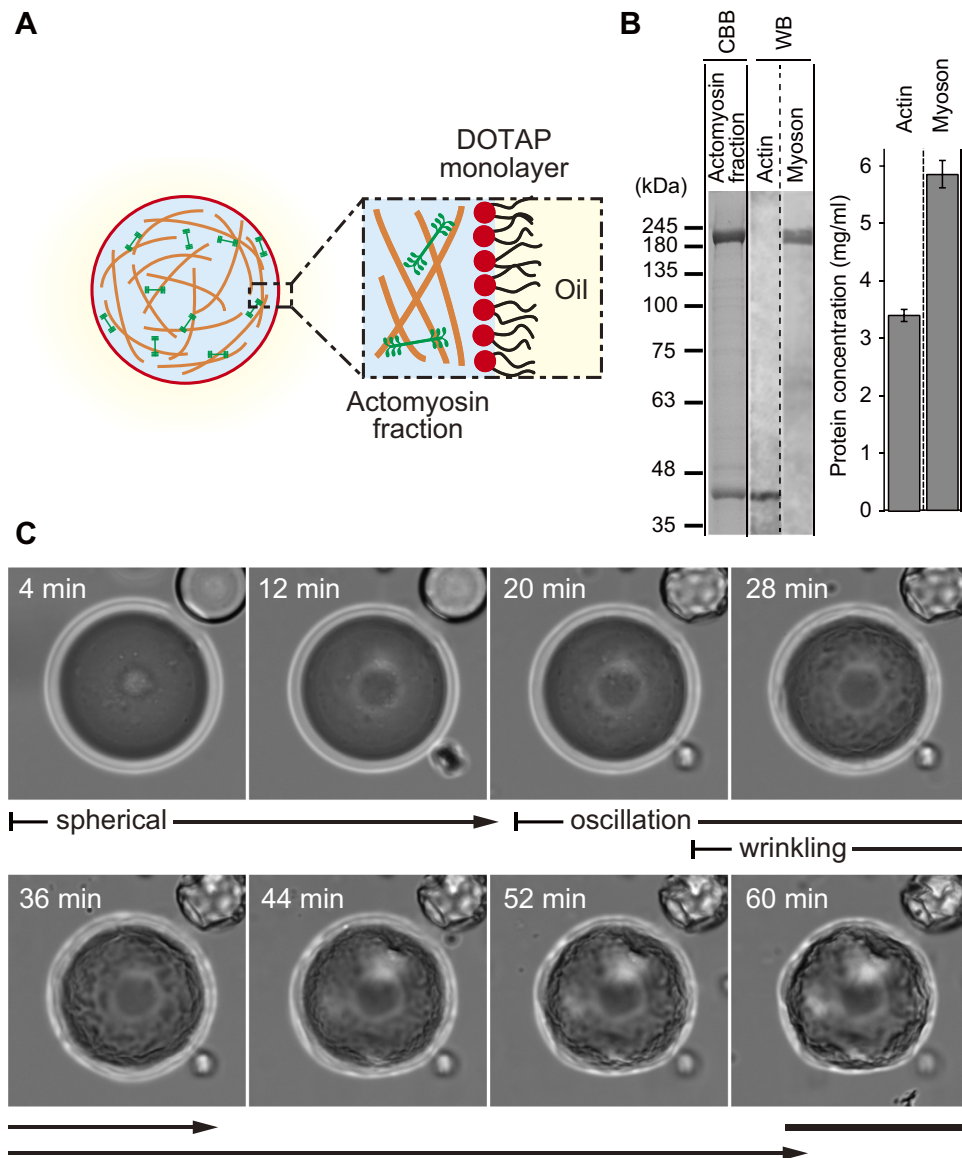 A
DOTAP
monolayer
Oil
Actomyosin
fraction
B
CBB
WB
Actomyosin
fraction
Actin
Myoson
(kDa)
245
180
135
100
75
63
48
35
Actin
Myoson
Protein concentration (mg/ml)
6
5
4
3
2
1
0
C
4 min
12 min
20 min
28 min
spherical
oscillation
wrinkling
36 min
44 min
52 min
60 min